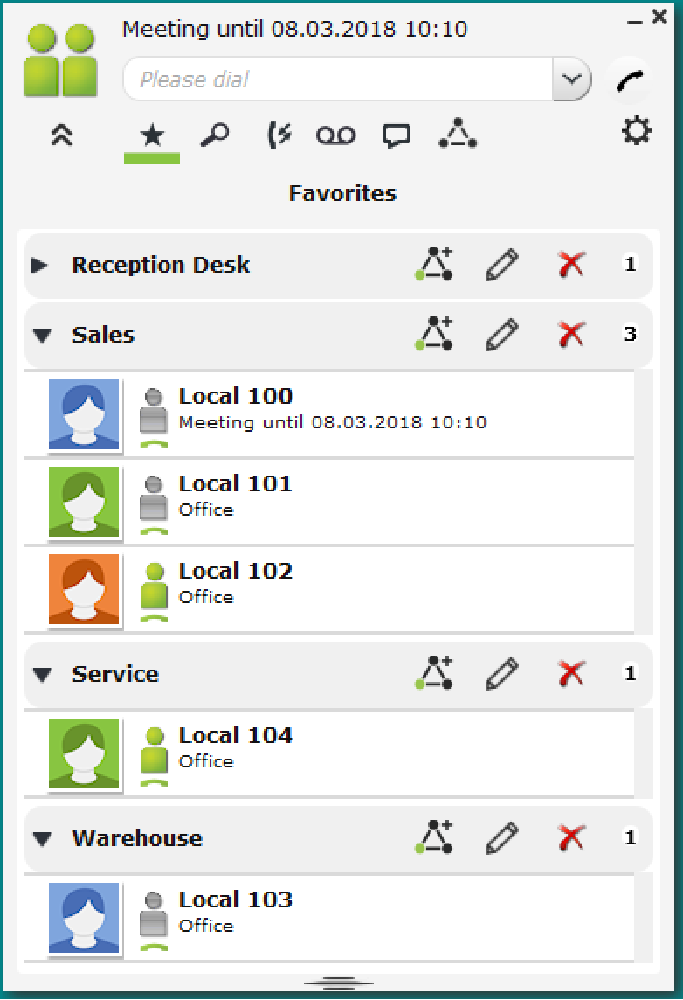 Meeting until 08.03.2018 10:10
Please dial
Favorites
Reception Desk 1
Sales 3
Local 100
Meeting until 08.03.2018 10:10
Local 101
Office
Local 102
Office
Service 1
Local 104
Office
Warehouse 1
Local 103
Office